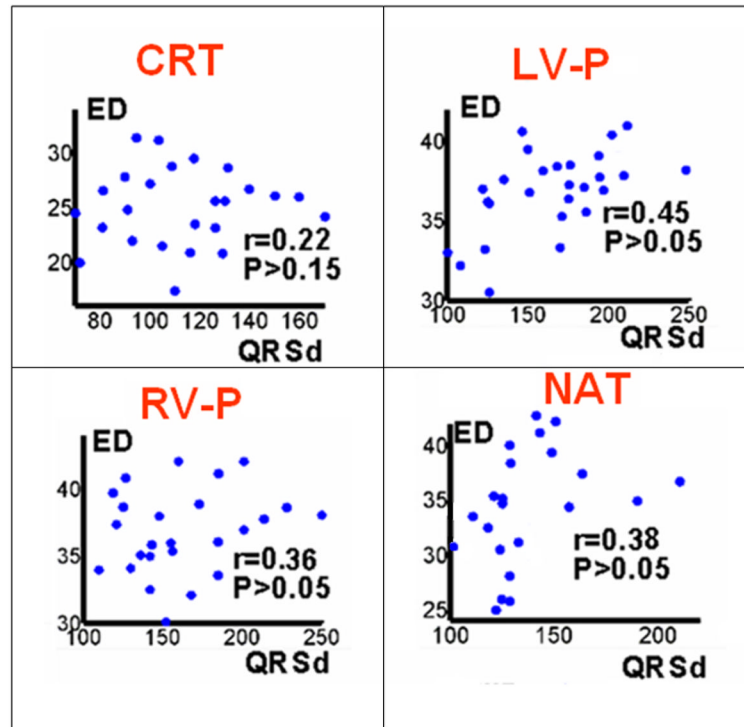 CRT
ED
30
25
20
r=0.22
P>0.15
80 100 120 140 160
QRSd
LV-P
ED
40
35
30
r=0.45
P>0.05
100 150 200 250
QRSd
RV-P
ED
40
35
30
r=0.36
P>0.05
100 150 200 250
QRSd
NAT
ED
40
35
30
25
r=0.38
P>0.05
100 150 200
QRSd